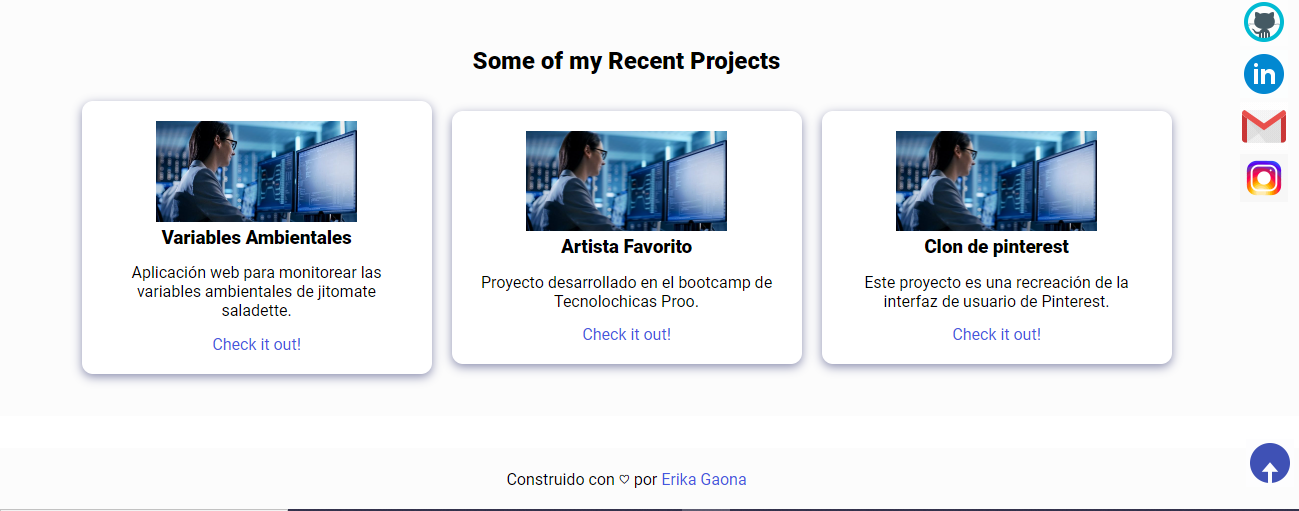 Some of my Recent Projects
Variables Ambientales
Aplicación web para monitorear las
variables ambientales de jitomate
saladette.
Check it out!
Artista Favorito
Proyecto desarrollado en el bootcamp de
Tecnolochicas Proo.
Check it out!
Clon de pinterest
Este proyecto es una recreación de la
interfaz de usuario de Pinterest.
Check it out!
in
Construido con ♡ por Erika Gaona